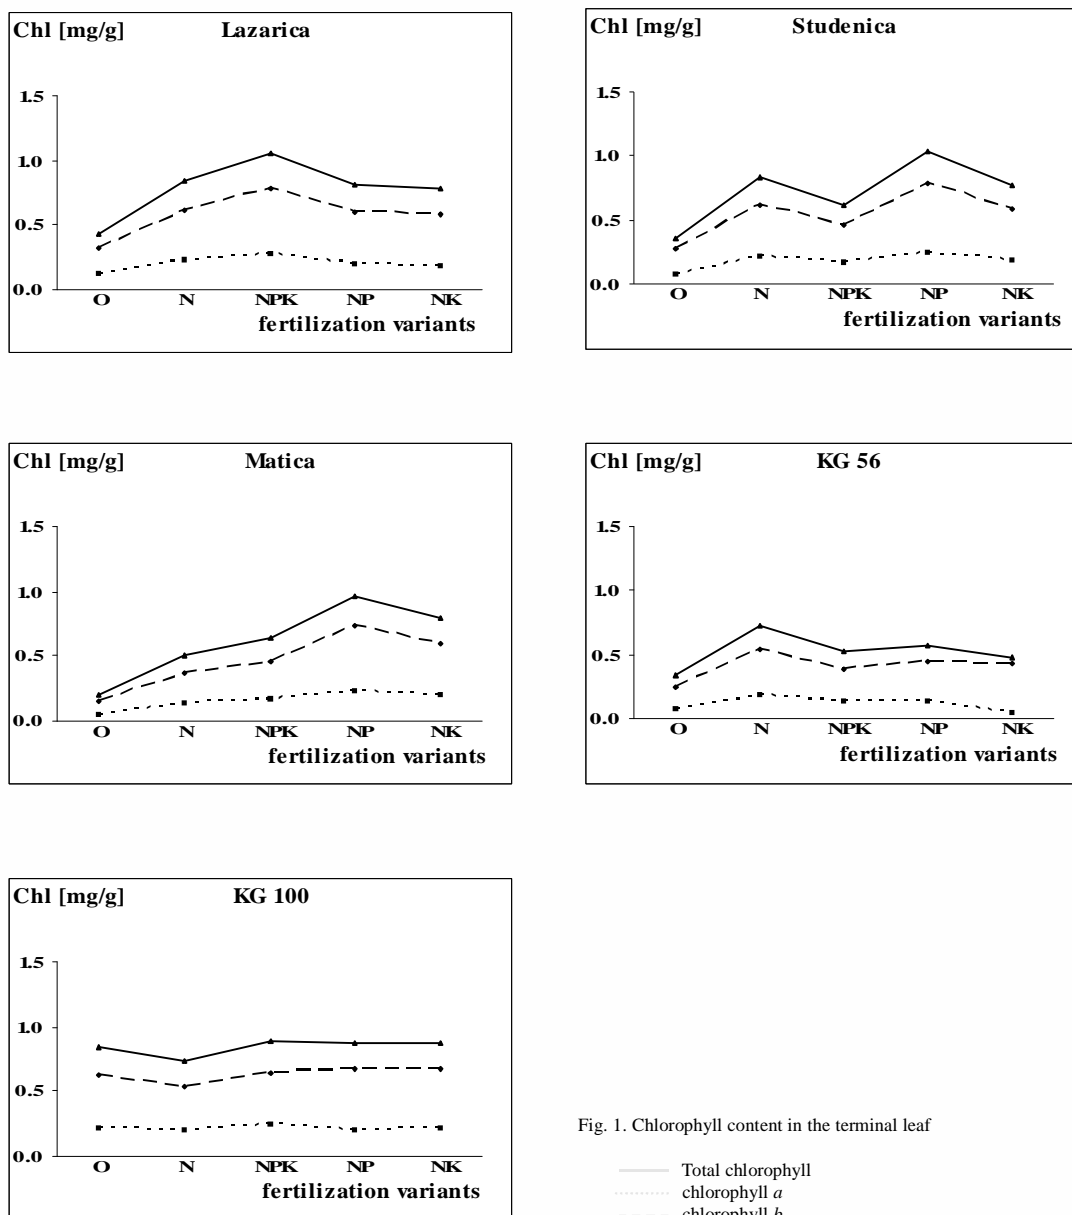 Chl [mg/g] Lazarica
1.5
1.0
0.5
0.0
O N NPK NP NK
fertilization variants
Chl [mg/g] Studenica
1.5
1.0
0.5
0.0
O N NPK NP NK
fertilization variants
Chl [mg/g] Matica
1.5
1.0
0.5
0.0
O N NPK NP NK
fertilization variants
Chl [mg/g] KG 56
1.5
1.0
0.5
0.0
O N NPK NP NK
fertilization variants
Chl [mg/g] KG 100
1.5
1.0
0.5
0.0
O N NPK NP NK
fertilization variants
Fig. 1. Chlorophyll content in the terminal leaf
Total chlorophyll
chlorophyll a
chlorophyll b